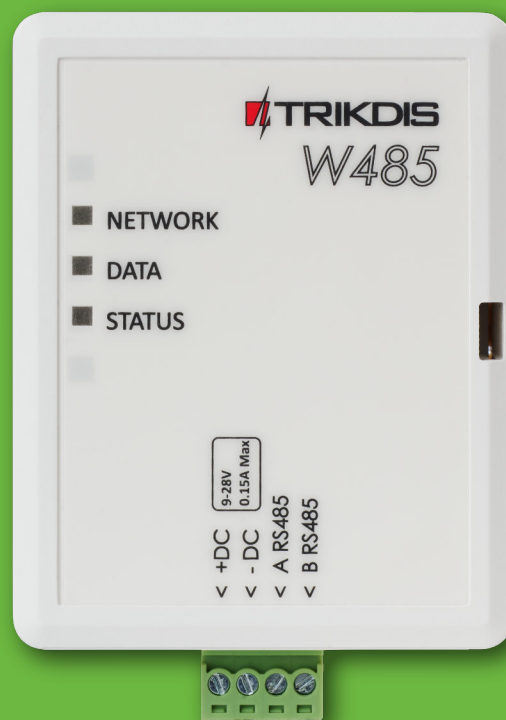 TRIKDIS
W485
NETWORK
DATA
STATUS
9-28V
0.15A Max
< +DC
< - DC
< A RS485
< B RS485